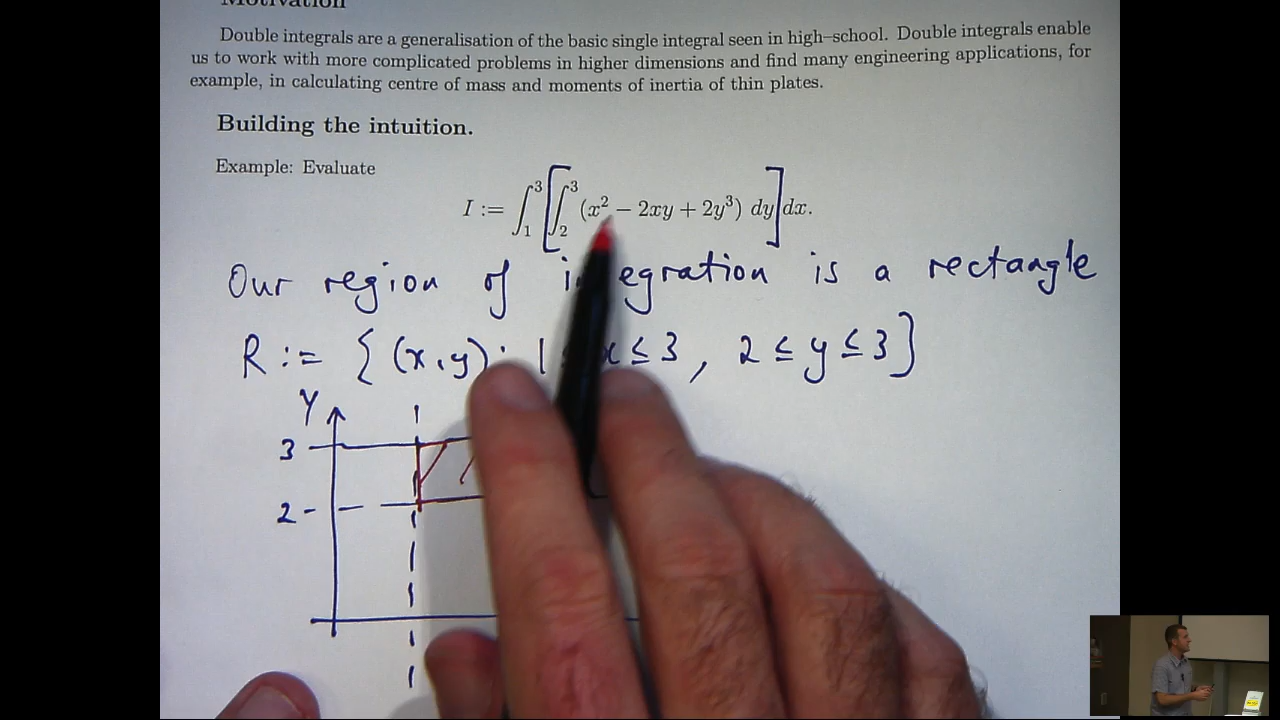 Motivation
Double integrals are a generalisation of the basic single integral seen in high–school. Double integrals enable
us to work with more complicated problems in higher dimensions and find many engineering applications, for
example, in calculating centre of mass and moments of inertia of thin plates.
Building the intuition.
Example: Evaluate
I := ∫₁³ [∫₂³ (x² − 2xy + 2y³) dy] dx.
Our region of integration is a rectangle
R := {(x,y): 1 ≤ x ≤ 3, 2 ≤ y ≤ 3}
Y
3
2